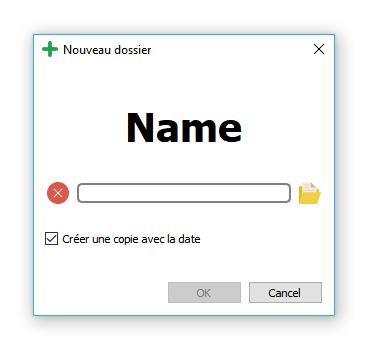 Nouveau dossier
Name
Créer une copie avec la date
OK
Cancel